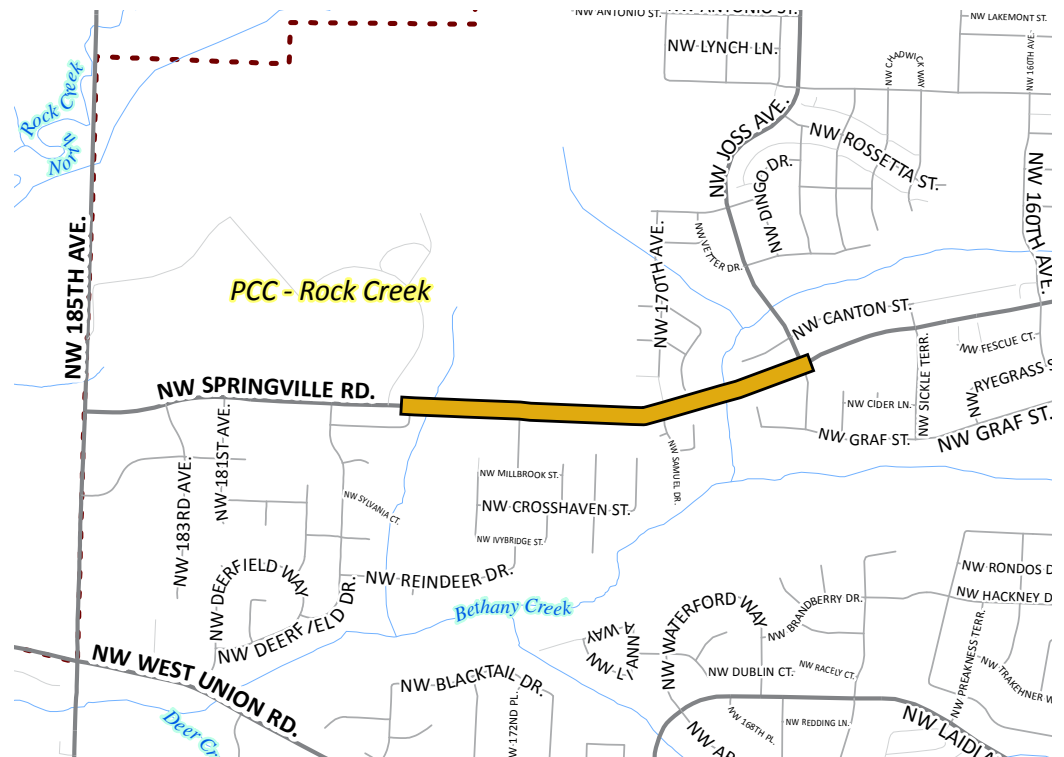 NW ANTONIO ST.
NW ANTONIO ST.
NW LAKEMONT ST.
NW LYNCH LN.
NW CHADWICK WAY
NW 160TH AVE.
Rock Creek
North
NW JOSS AVE.
NW ROSSETTA ST.
NW DINGO DR.
NW 160TH AVE.
NW 185TH AVE.
NW 170TH AVE.
NW VETTER DR.
PCC - Rock Creek
NW CANTON ST.
NW SICKLE TERR.
NW FESCUE CT.
NW RYEGRASS S
NW SPRINGVILLE RD.
NW CIDER LN.
NW GRAF ST.
NW GRAF ST.
NW 181ST AVE.
NW 183RD AVE.
NW SYLVANIA CT.
NW MILLBROOK ST.
NW SAMUEL DR.
NW CROSSHAVEN ST.
NW IVYBRIDGE ST.
NW REINDEER DR.
NW DEERFIELD WAY
NW DEERFIELD DR.
Bethany Creek
NW RONDOS D
NW HACKNEY D
NW BRANDBERRY DR.
NW WATERFORD WAY
NW LIANNA WAY
NW PREAKNESS TERR.
NW TRAKEHNER W
NW WEST UNION RD.
NW BLACKTAIL DR.
NW DUBLIN CT.
NW RACELY CT.
NW 172ND PL.
NW 168TH PL.
NW REDDING LN.
NW LAIDLA
NW AR
Deer Cr